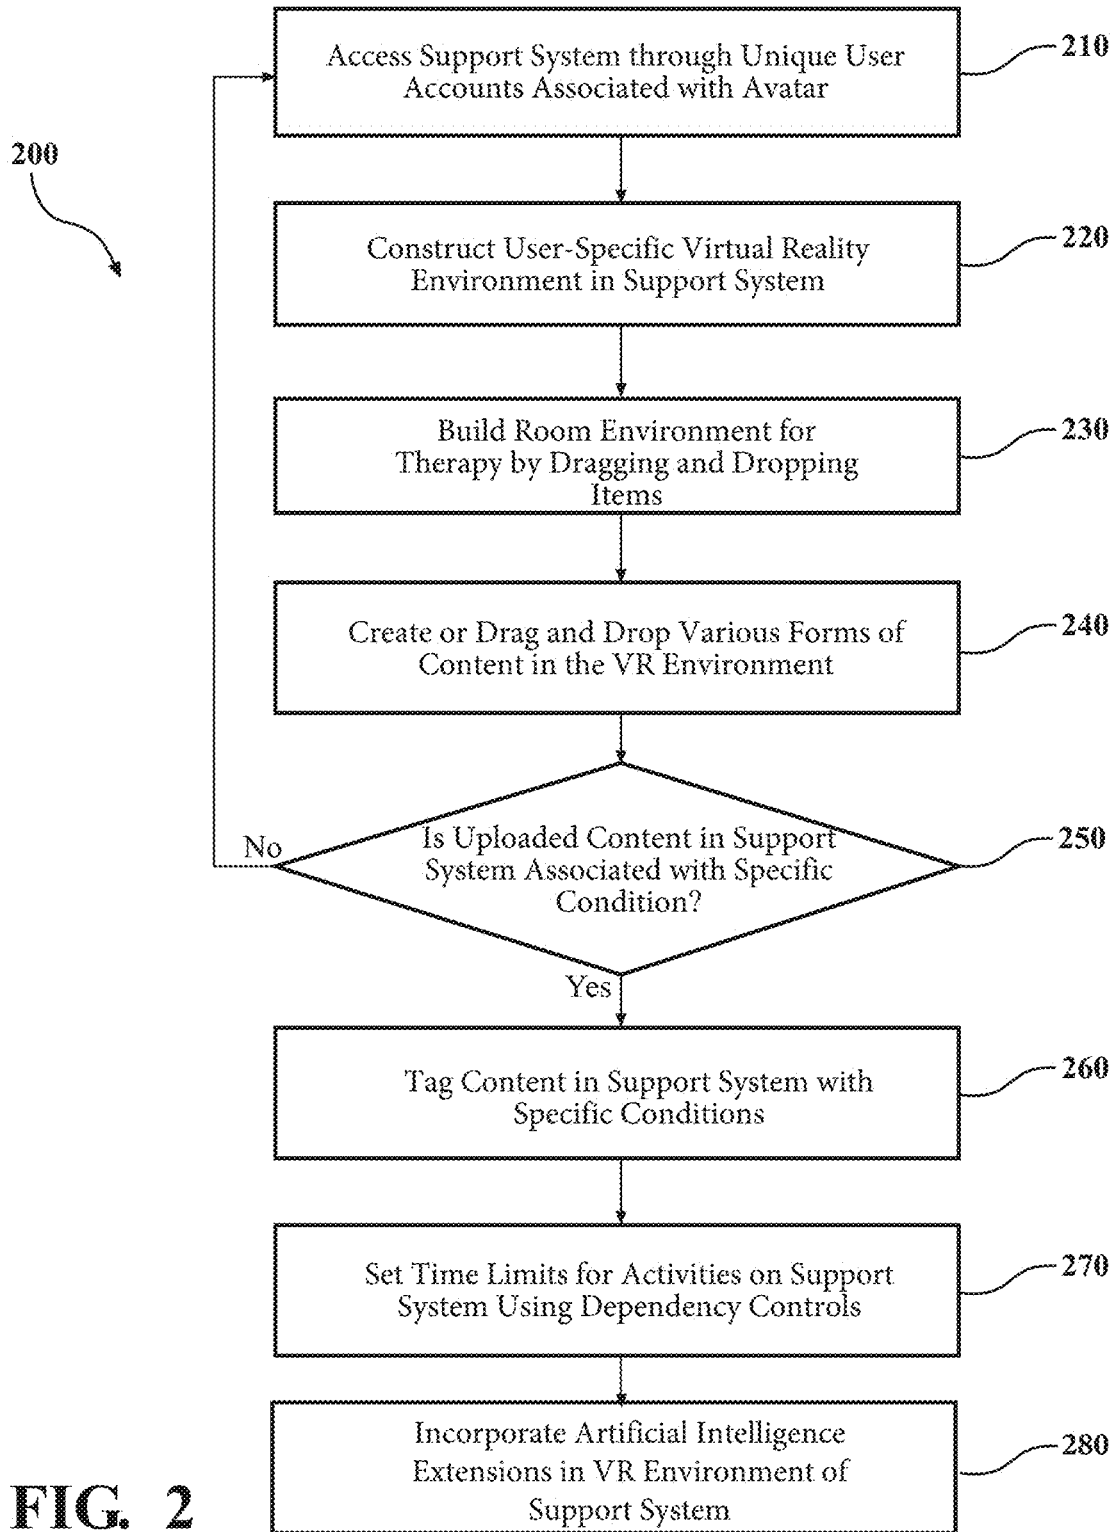 Access Support System through Unique User
Accounts Associated with Avatar
210
200
Construct User-Specific Virtual Reality
Environment in Support System
220
Build Room Environment for
Therapy by Dragging and Dropping
Items
230
Create or Drag and Drop Various Forms of
Content in the VR Environment
240
No
Is Uploaded Content in Support
System Associated with Specific
Condition?
250
Yes
Tag Content in Support System with
Specific Conditions
260
Set Time Limits for Activities on Support
System Using Dependency Controls
270
Incorporate Artificial Intelligence
Extensions in VR Environment of
Support System
280
FIG. 2